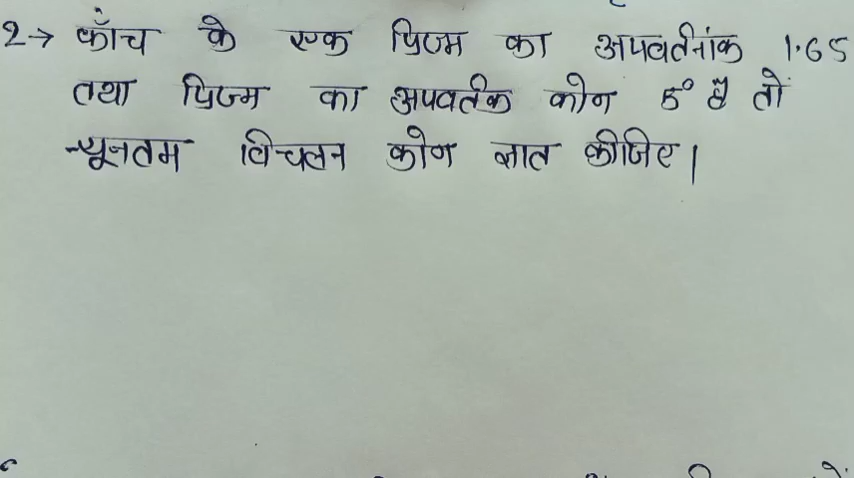 2→ काँच के एक प्रिज्म का अपवर्तनांक 1.65
तथा प्रिज्म का अपवर्तक कोण 5° है तो
न्यूनतम विचलन कोण ज्ञात कीजिए।